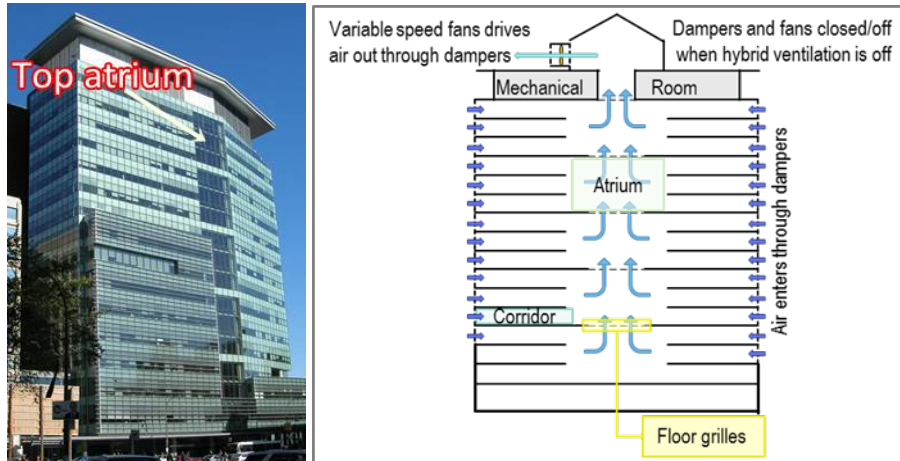 Top atrium
Variable speed fans drives
air out through dampers
Dampers and fans closed/off
when hybrid ventilation is off
Mechanical
Room
Atrium
Air enters through dampers
Corridor
Floor grilles